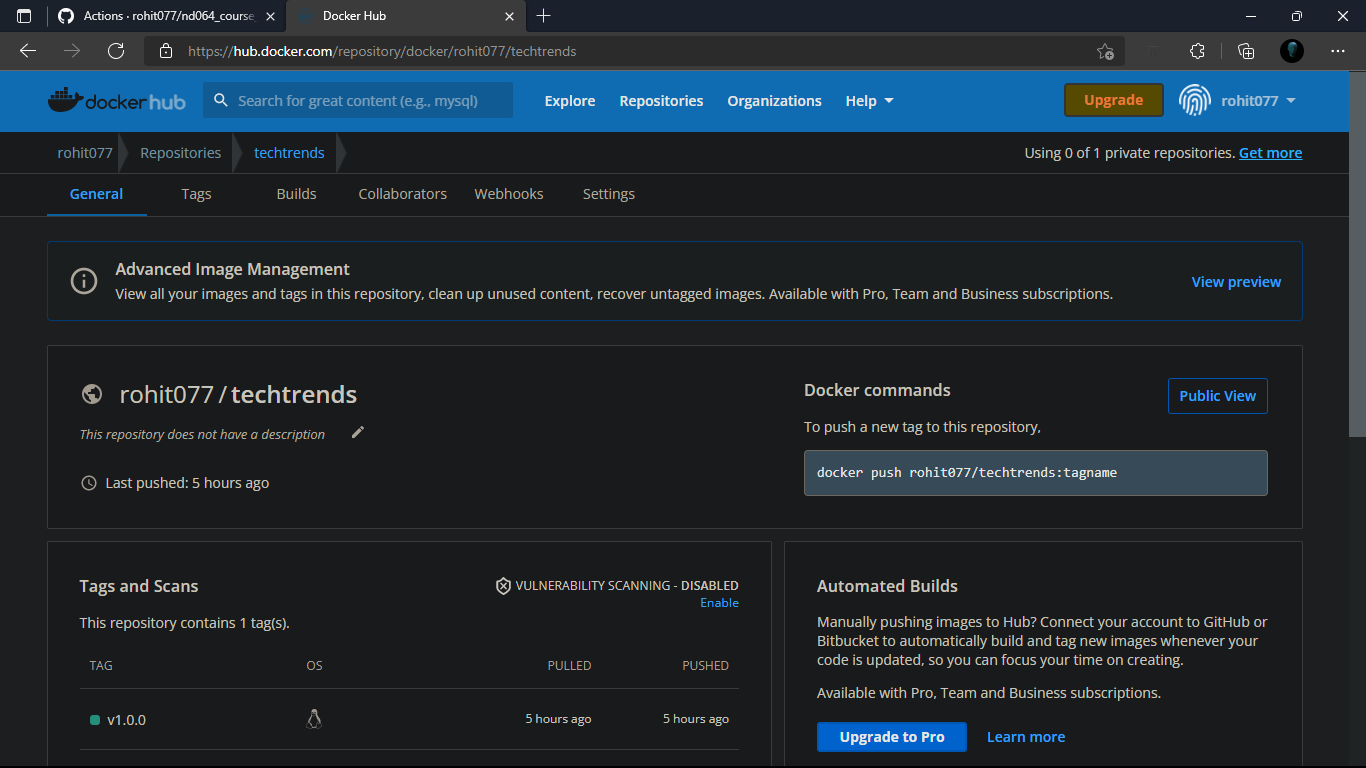 Actions · rohit077/nd064_course_
Docker Hub
https://hub.docker.com/repository/docker/rohit077/techtrends
docker hub
Search for great content (e.g., mysql)
Explore
Repositories
Organizations
Help
Upgrade
rohit077
rohit077
Repositories
techtrends
Using 0 of 1 private repositories. Get more
General
Tags
Builds
Collaborators
Webhooks
Settings
Advanced Image Management
View all your images and tags in this repository, clean up unused content, recover untagged images. Available with Pro, Team and Business subscriptions.
View preview
rohit077 / techtrends
This repository does not have a description
Last pushed: 5 hours ago
Docker commands
Public View
To push a new tag to this repository,
docker push rohit077/techtrends:tagname
Tags and Scans
VULNERABILITY SCANNING - DISABLED
Enable
This repository contains 1 tag(s).
TAG
OS
PULLED
PUSHED
v1.0.0
5 hours ago
5 hours ago
Automated Builds
Manually pushing images to Hub? Connect your account to GitHub or
Bitbucket to automatically build and tag new images whenever your
code is updated, so you can focus your time on creating.
Available with Pro, Team and Business subscriptions.
Upgrade to Pro
Learn more